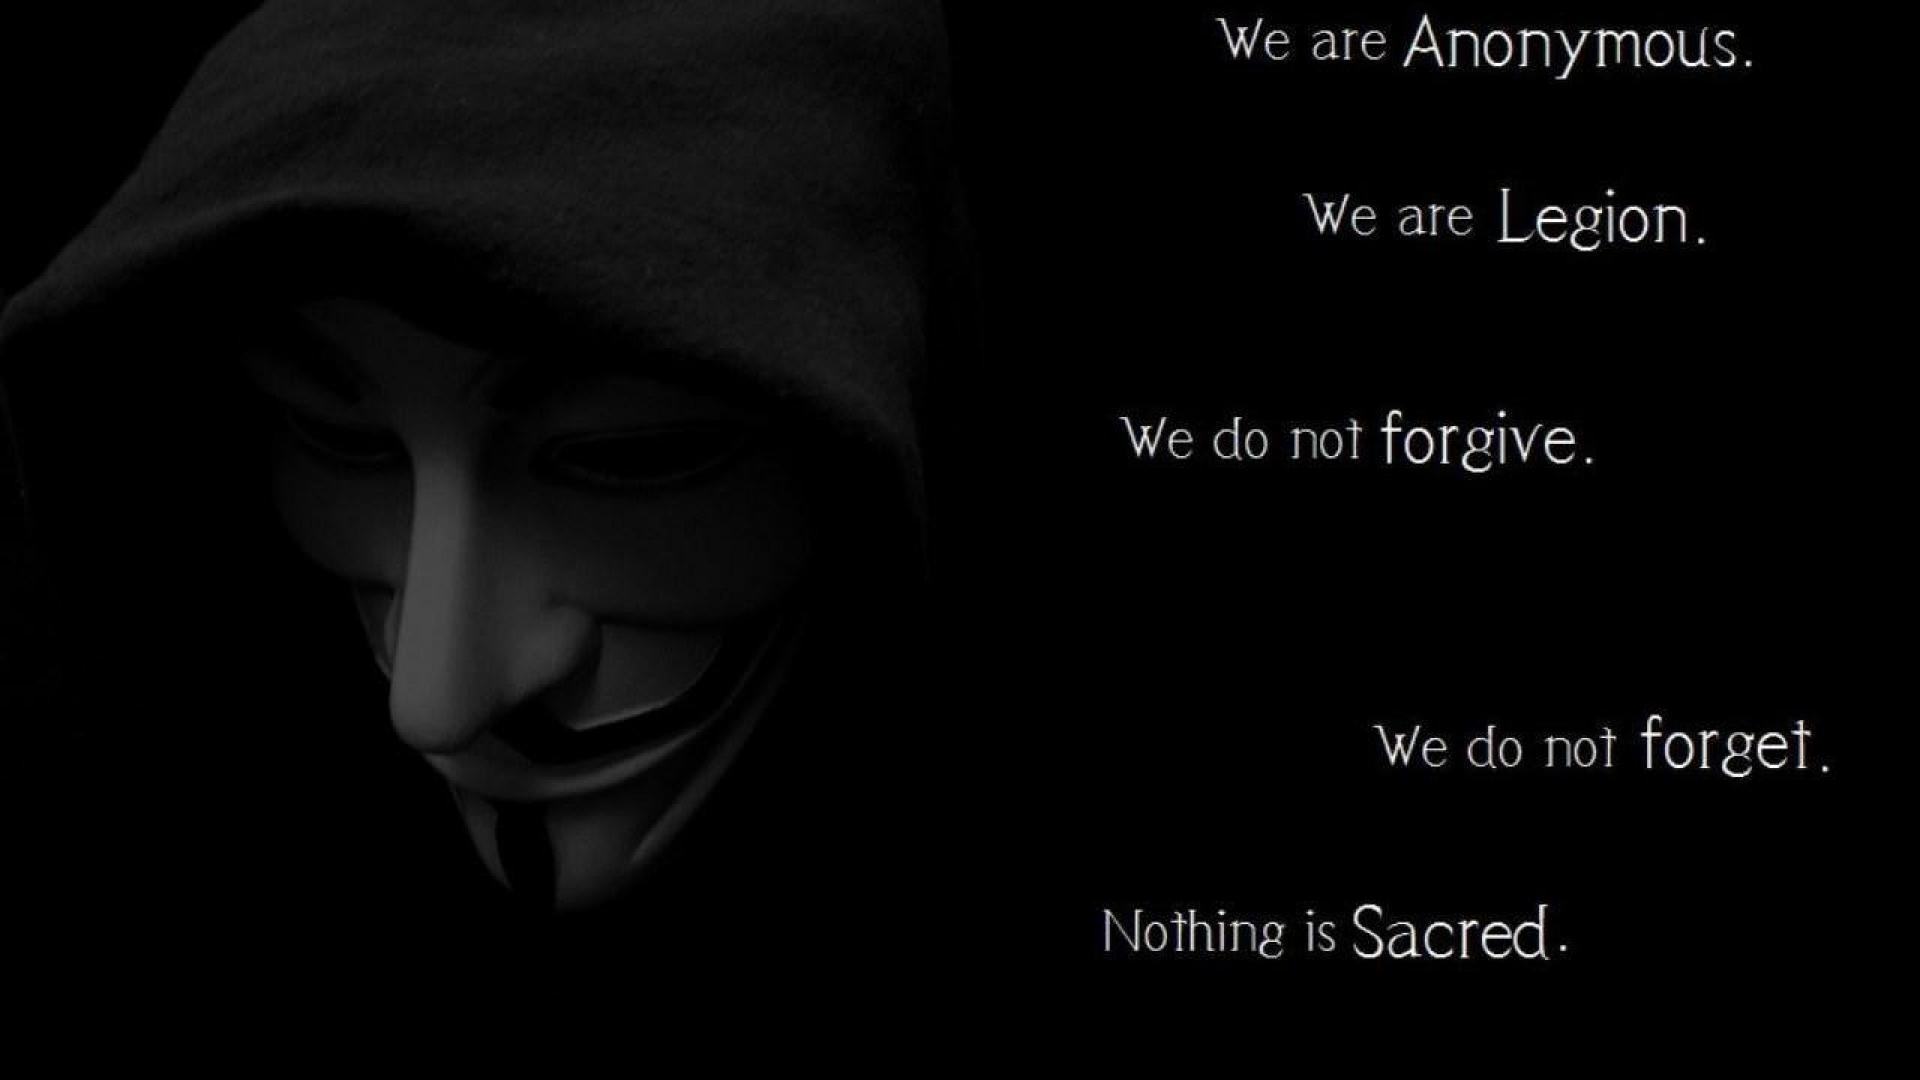 We are Anonymous.
We are Legion.
We do not forgive.
We do not forget.
Nothing is Sacred.